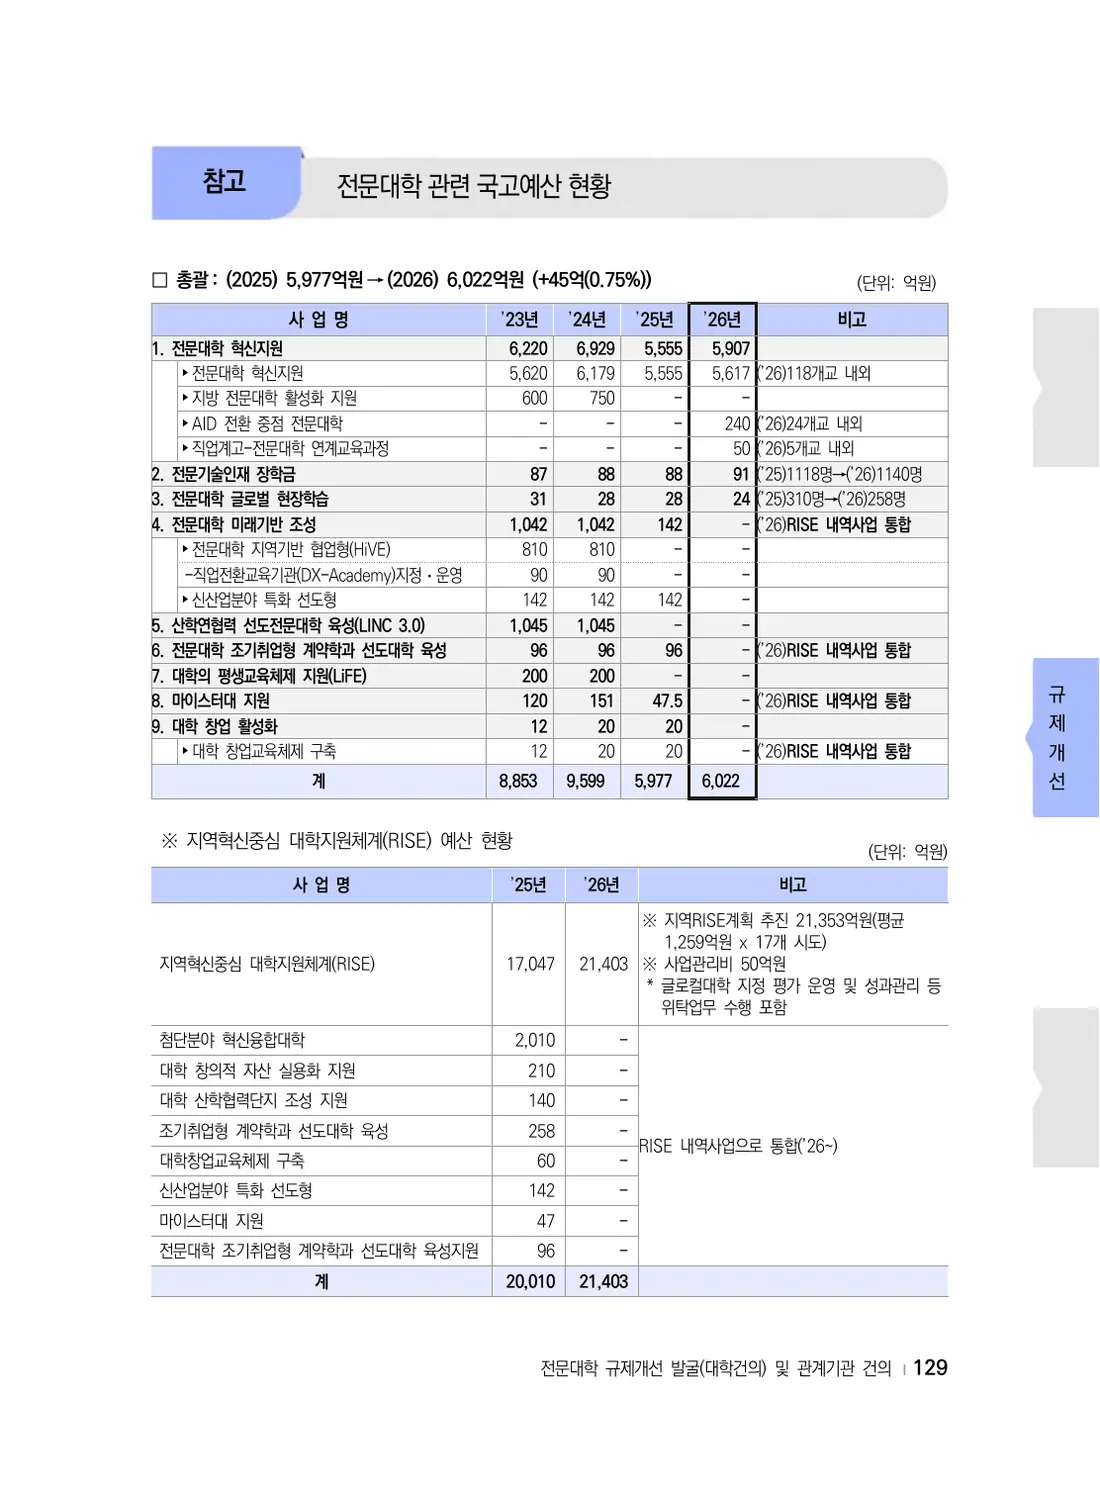 참고
전문대학 관련 국고예산 현황
□ 총괄 : (2025) 5,977억원→(2026) 6,022억원 (+45억(0.75%))
(단위: 억원)
사 업 명 ’23년 ’24년 ’25년 ’26년 비고
1. 전문대학 혁신지원 6,220 6,929 5,555 5,907
▸전문대학 혁신지원 5,620 6,179 5,555 5,617 (’26)118개교 내외
▸지방 전문대학 활성화 지원 600 750 - -
▸AID 전환 중점 전문대학 - - - 240 (’26)24개교 내외
▸직업계고-전문대학 연계교육과정 - - - 50 (’26)5개교 내외
2. 전문기술인재 장학금 87 88 88 91 (’25)1118명→(’26)1140명
3. 전문대학 글로벌 현장학습 31 28 28 24 (’25)310명→(’26)258명
4. 전문대학 미래기반 조성 1,042 1,042 142 - (’26)RISE 내역사업 통합
▸전문대학 지역기반 협업형(HiVE) 810 810 - -
-직업전환교육기관(DX-Academy)지정·운영 90 90 - -
▸신산업분야 특화 선도형 142 142 142 -
5. 산학연협력 선도전문대학 육성(LINC 3.0) 1,045 1,045 - -
6. 전문대학 조기취업형 계약학과 선도대학 육성 96 96 96 - (’26)RISE 내역사업 통합
7. 대학의 평생교육체제 지원(LiFE) 200 200 - -
8. 마이스터대 지원 120 151 47.5 - (’26)RISE 내역사업 통합
9. 대학 창업 활성화 12 20 20 -
▸대학 창업교육체제 구축 12 20 20 - (’26)RISE 내역사업 통합
계 8,853 9,599 5,977 6,022
※ 지역혁신중심 대학지원체계(RISE) 예산 현황
(단위: 억원)
사 업 명 ’25년 ’26년 비고
지역혁신중심 대학지원체계(RISE) 17,047 21,403
※ 지역RISE계획 추진 21,353억원(평균
1,259억원 x 17개 시도)
※ 사업관리비 50억원
* 글로컬대학 지정 평가 운영 및 성과관리 등
위탁업무 수행 포함
첨단분야 혁신융합대학 2,010 -
대학 창의적 자산 실용화 지원 210 -
대학 산학협력단지 조성 지원 140 -
조기취업형 계약학과 선도대학 육성 258 -
RISE 내역사업으로 통합(’26~)
대학창업교육체제 구축 60 -
신산업분야 특화 선도형 142 -
마이스터대 지원 47 -
전문대학 조기취업형 계약학과 선도대학 육성지원 96 -
계 20,010 21,403
규
제
개
선
전문대학 규제개선 발굴(대학건의) 및 관계기관 건의 | 129